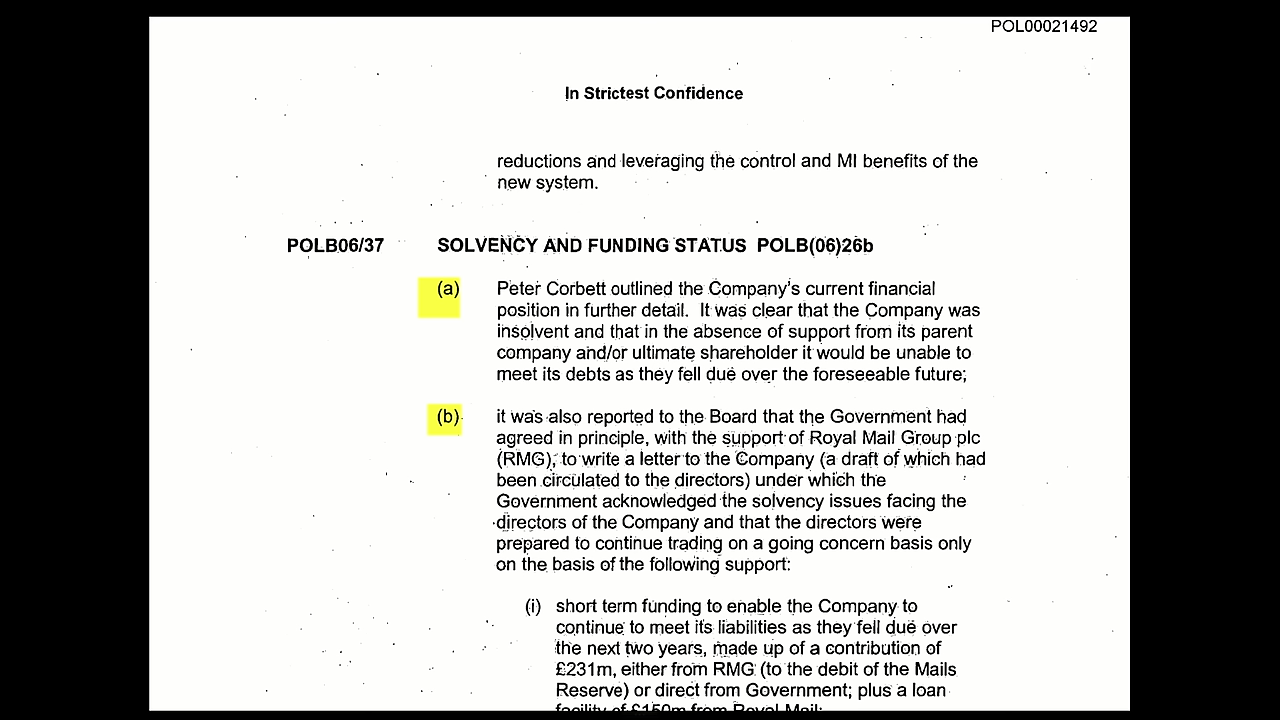 POL00021492
In Strictest Confidence
reductions and leveraging the control and MI benefits of the
new system.
POLB06/37 SOLVENCY AND FUNDING STATUS POLB(06)26b
(a) Peter Corbett outlined the Company's current financial
position in further detail. It was clear that the Company was
insolvent and that in the absence of support from its parent
company and/or ultimate shareholder it would be unable to
meet its debts as they fell due over the foreseeable future;
(b) it was also reported to the Board that the Government had
agreed in principle, with the support of Royal Mail Group plc
(RMG), to write a letter to the Company (a draft of which had
been circulated to the directors) under which the
Government acknowledged the solvency issues facing the
directors of the Company and that the directors were
prepared to continue trading on a going concern basis only
on the basis of the following support:
(i) short term funding to enable the Company to
continue to meet its liabilities as they fell due over
the next two years, made up of a contribution of
£231m, either from RMG (to the debit of the Mails
Reserve) or direct from Government; plus a loan
facility of £150m from Royal Mail;